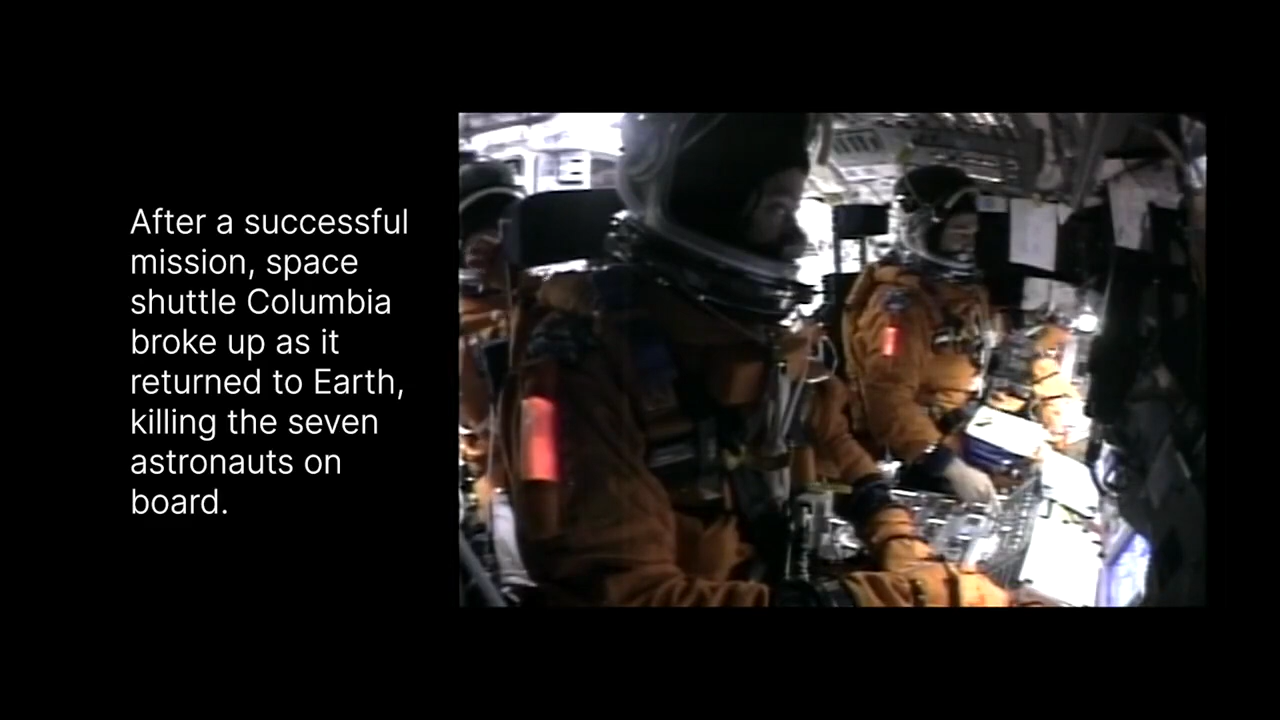 After a successful
mission, space
shuttle Columbia
broke up as it
returned to Earth,
killing the seven
astronauts on
board.